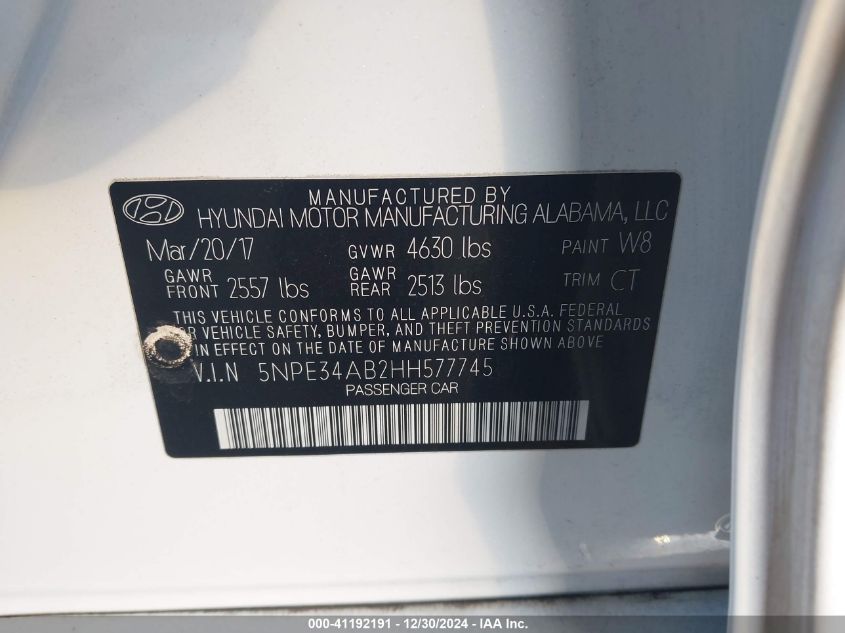 MANUFACTURED BY
HYUNDAI MOTOR MANUFACTURING ALABAMA, LLC
Mar/20/17 GVWR 4630 lbs PAINT W8
GAWR FRONT 2557 lbs GAWR REAR 2513 lbs TRIM CT
THIS VEHICLE CONFORMS TO ALL APPLICABLE U.S.A. FEDERAL
OR VEHICLE SAFETY, BUMPER, AND THEFT PREVENTION STANDARDS
IN EFFECT ON THE DATE OF MANUFACTURE SHOWN ABOVE
V.I.N 5NPE34AB2HH577745
PASSENGER CAR
000-41192191 - 12/30/2024 - IAA, Inc.